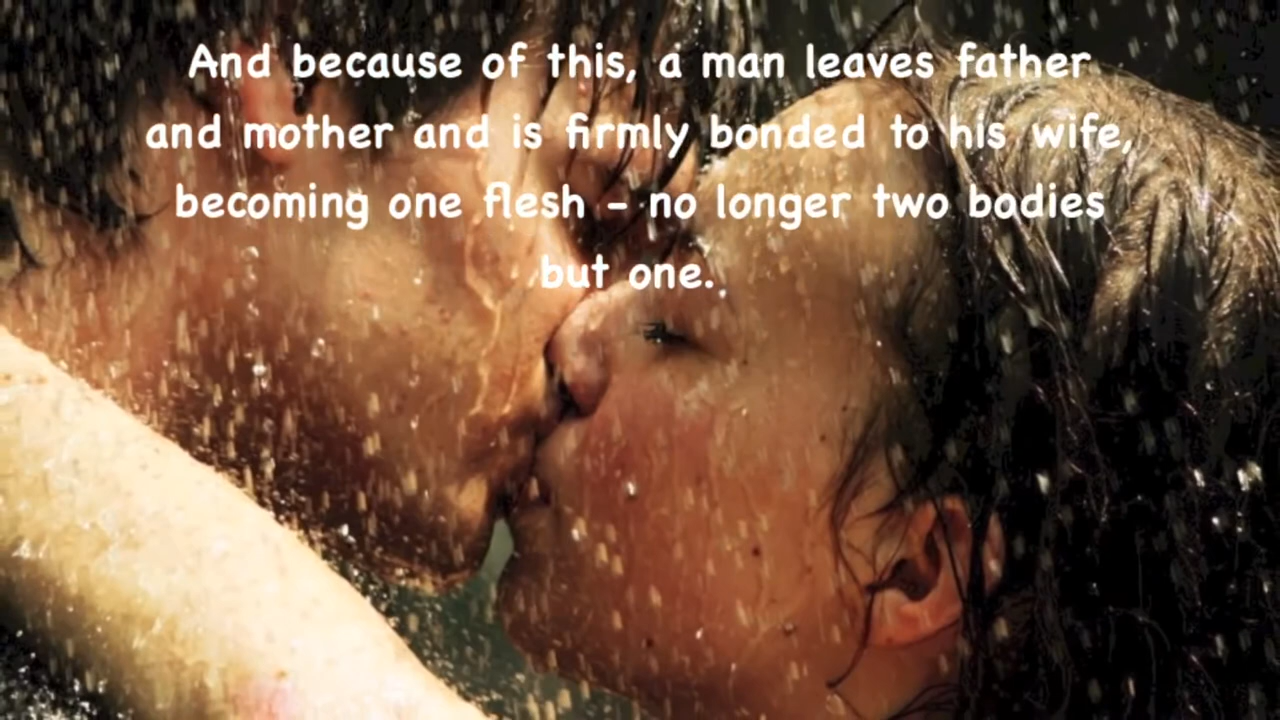 And because of this, a man leaves father
and mother and is firmly bonded to his wife,
becoming one flesh - no longer two bodies
but one.